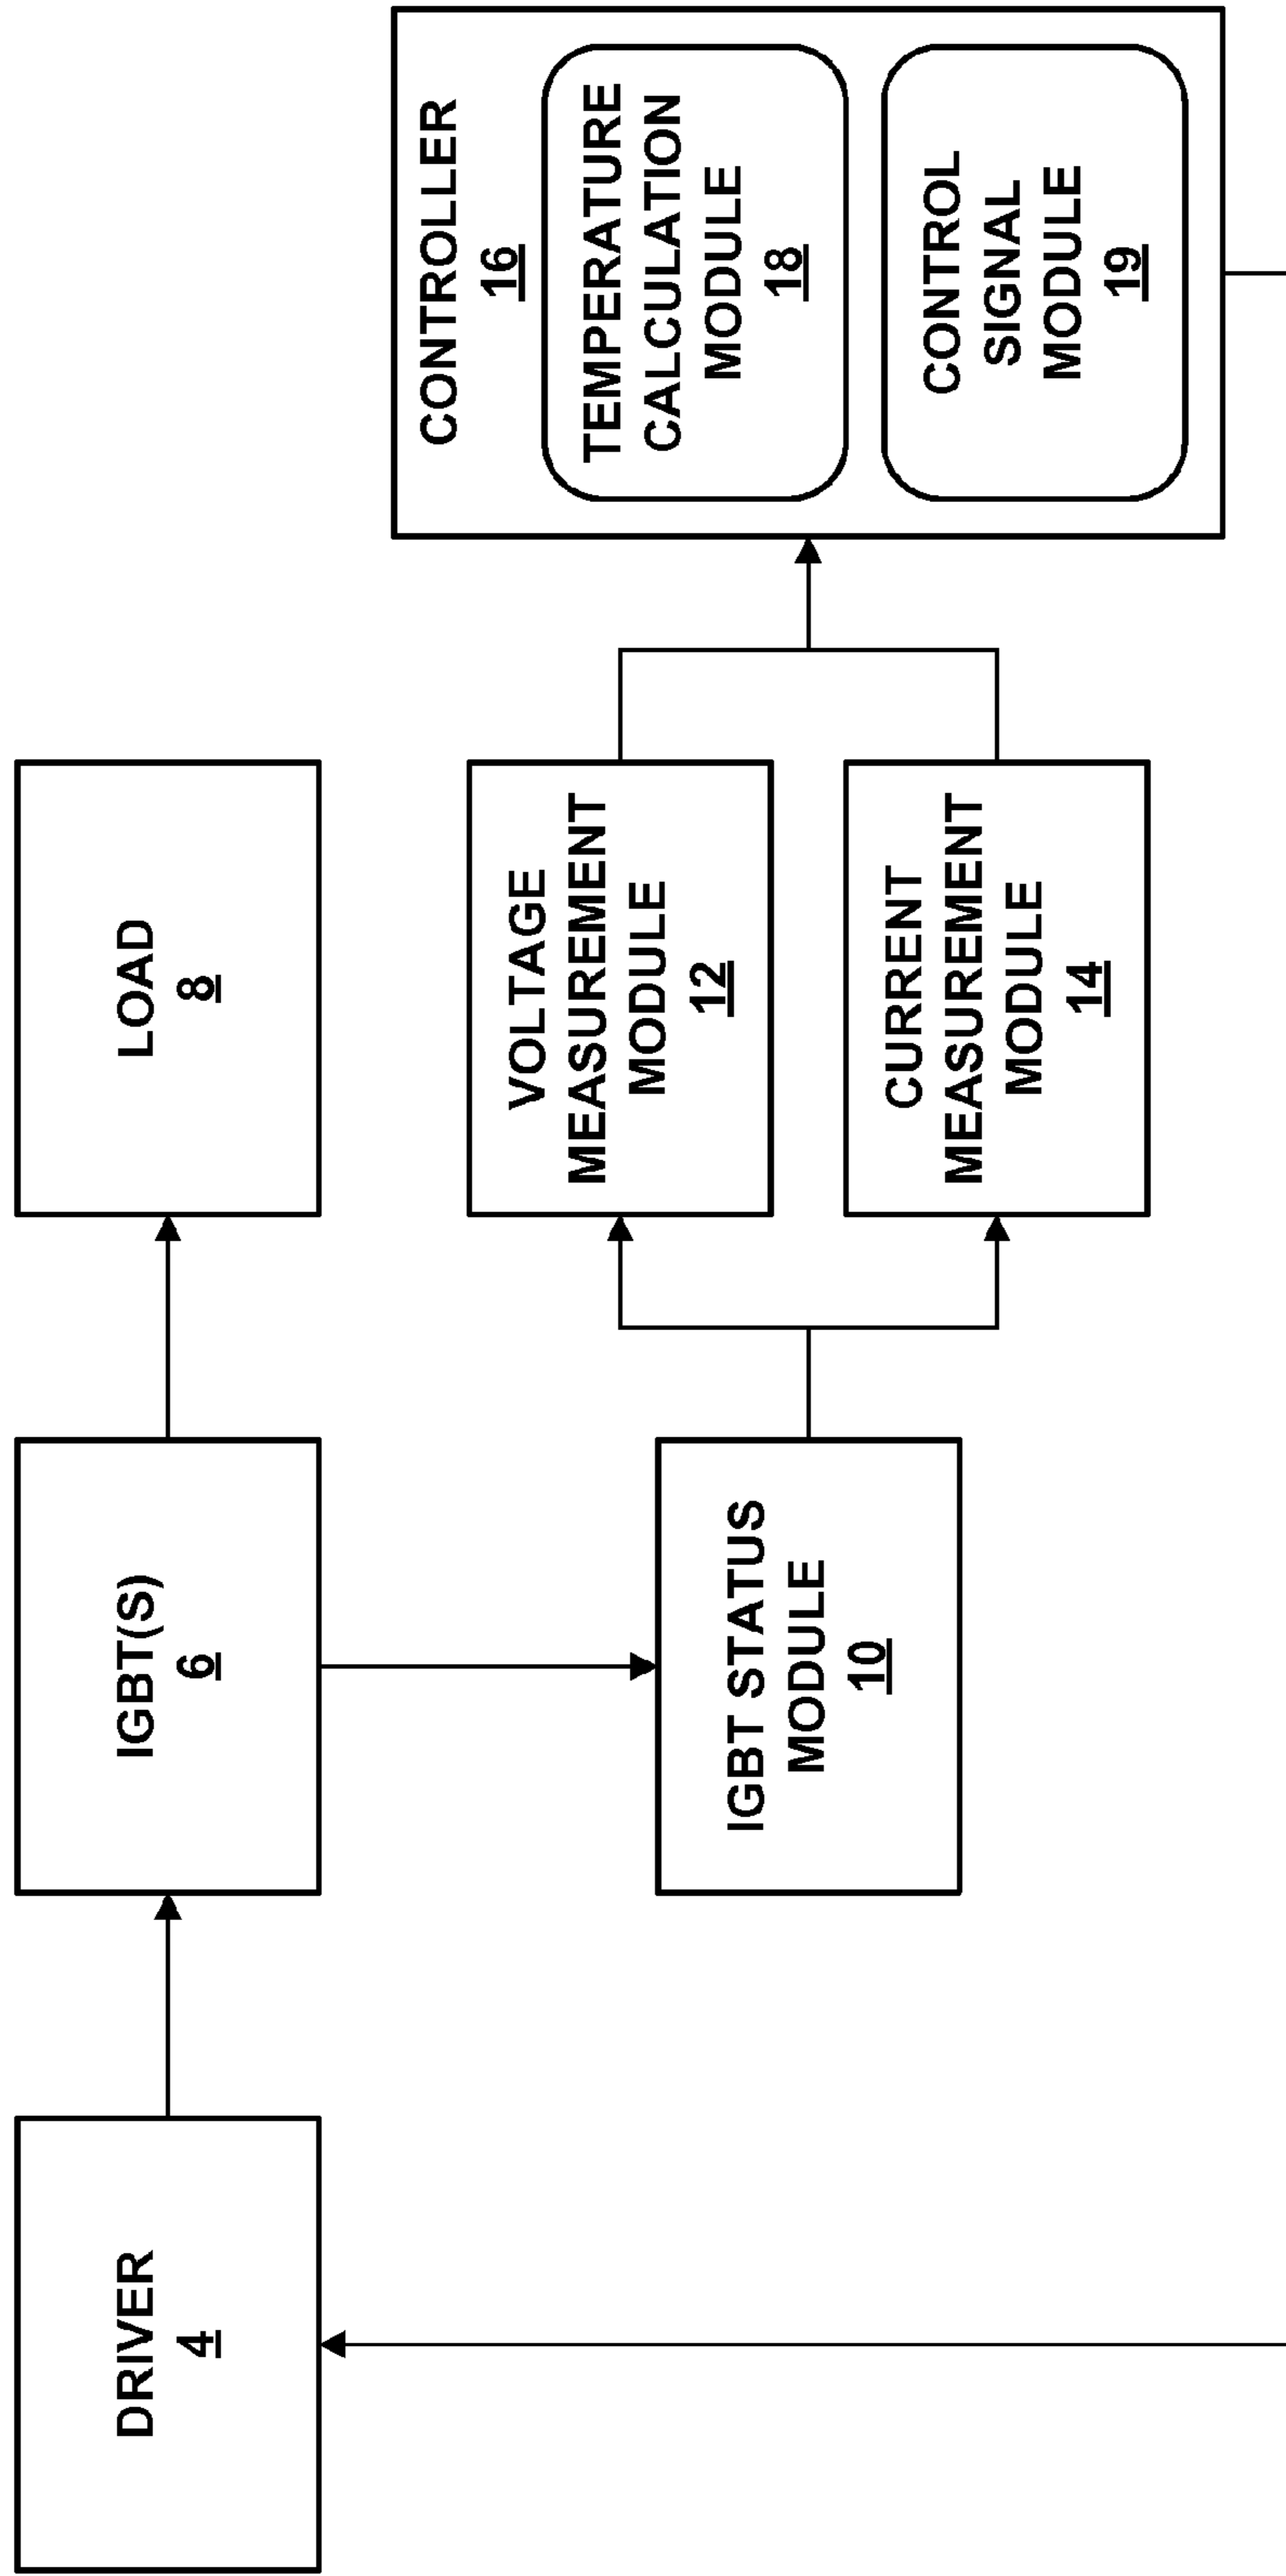 DRIVER
4
IGBT(S)
6
LOAD
8
IGBT STATUS
MODULE
10
VOLTAGE
MEASUREMENT
MODULE
12
CURRENT
MEASUREMENT
MODULE
14
CONTROLLER
16
TEMPERATURE
CALCULATION
MODULE
18
CONTROL
SIGNAL
MODULE
19